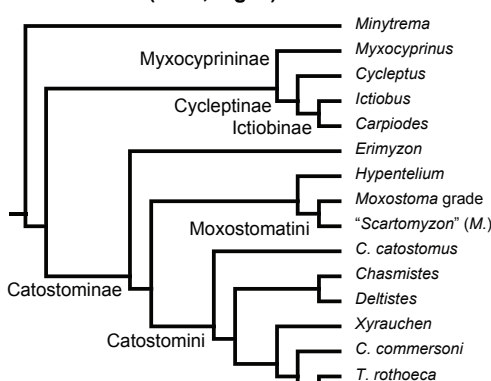 Minytrema
Myxocyprininae
Myxocyprinus
Cycleptus
Cycleptinae
Ictiobus
Ictiobinae
Carpiodes
Erimyzon
Hypentelium
Moxostoma grade
Moxostomatini
“Scartomyzon” (M.)
C. catostomus
Chasmistes
Catostominae
Deltistes
Xyrauchen
Catostomini
C. commersoni
T. rothoeca